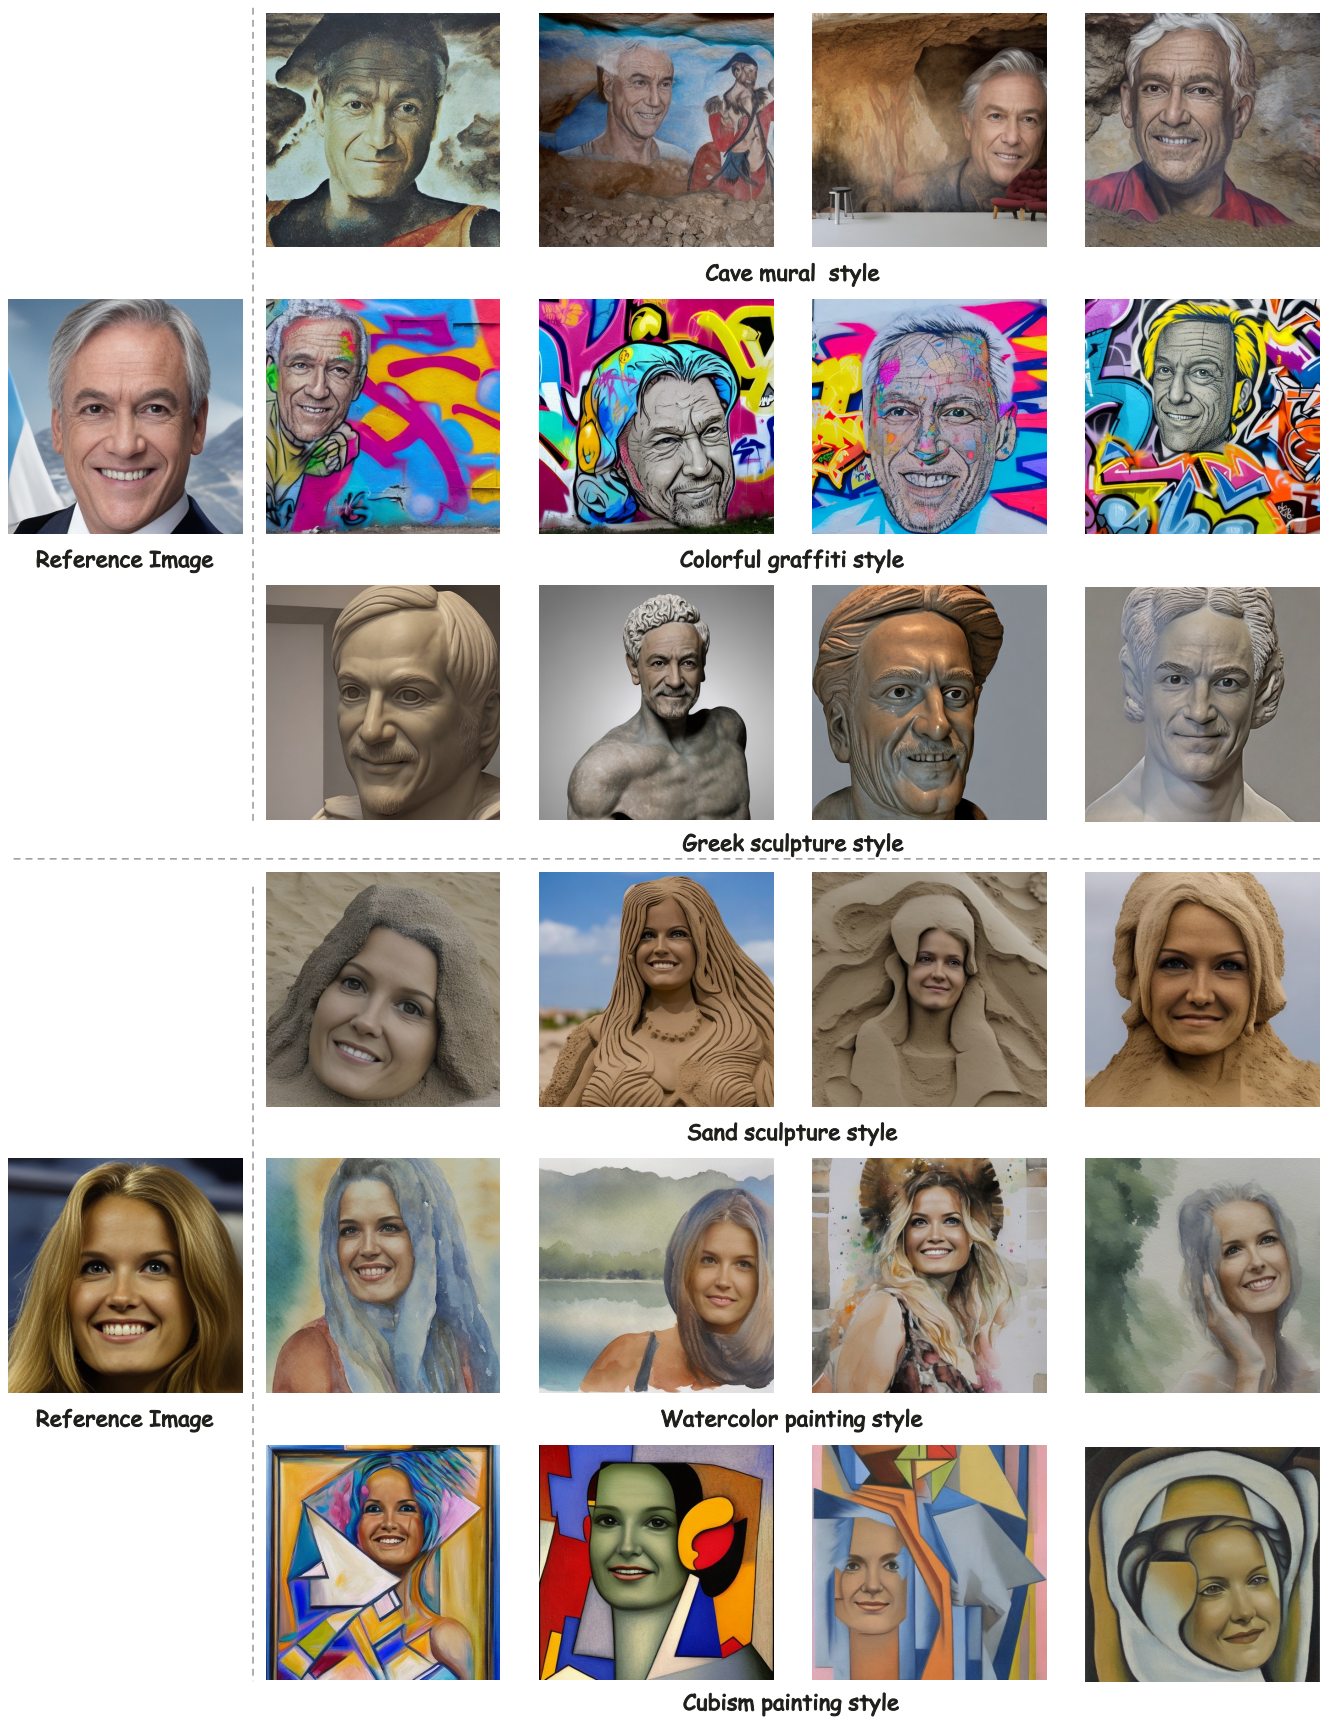 Cave mural style
Reference Image
Colorful graffiti style
Greek sculpture style
Sand sculpture style
Reference Image
Watercolor painting style
Cubism painting style